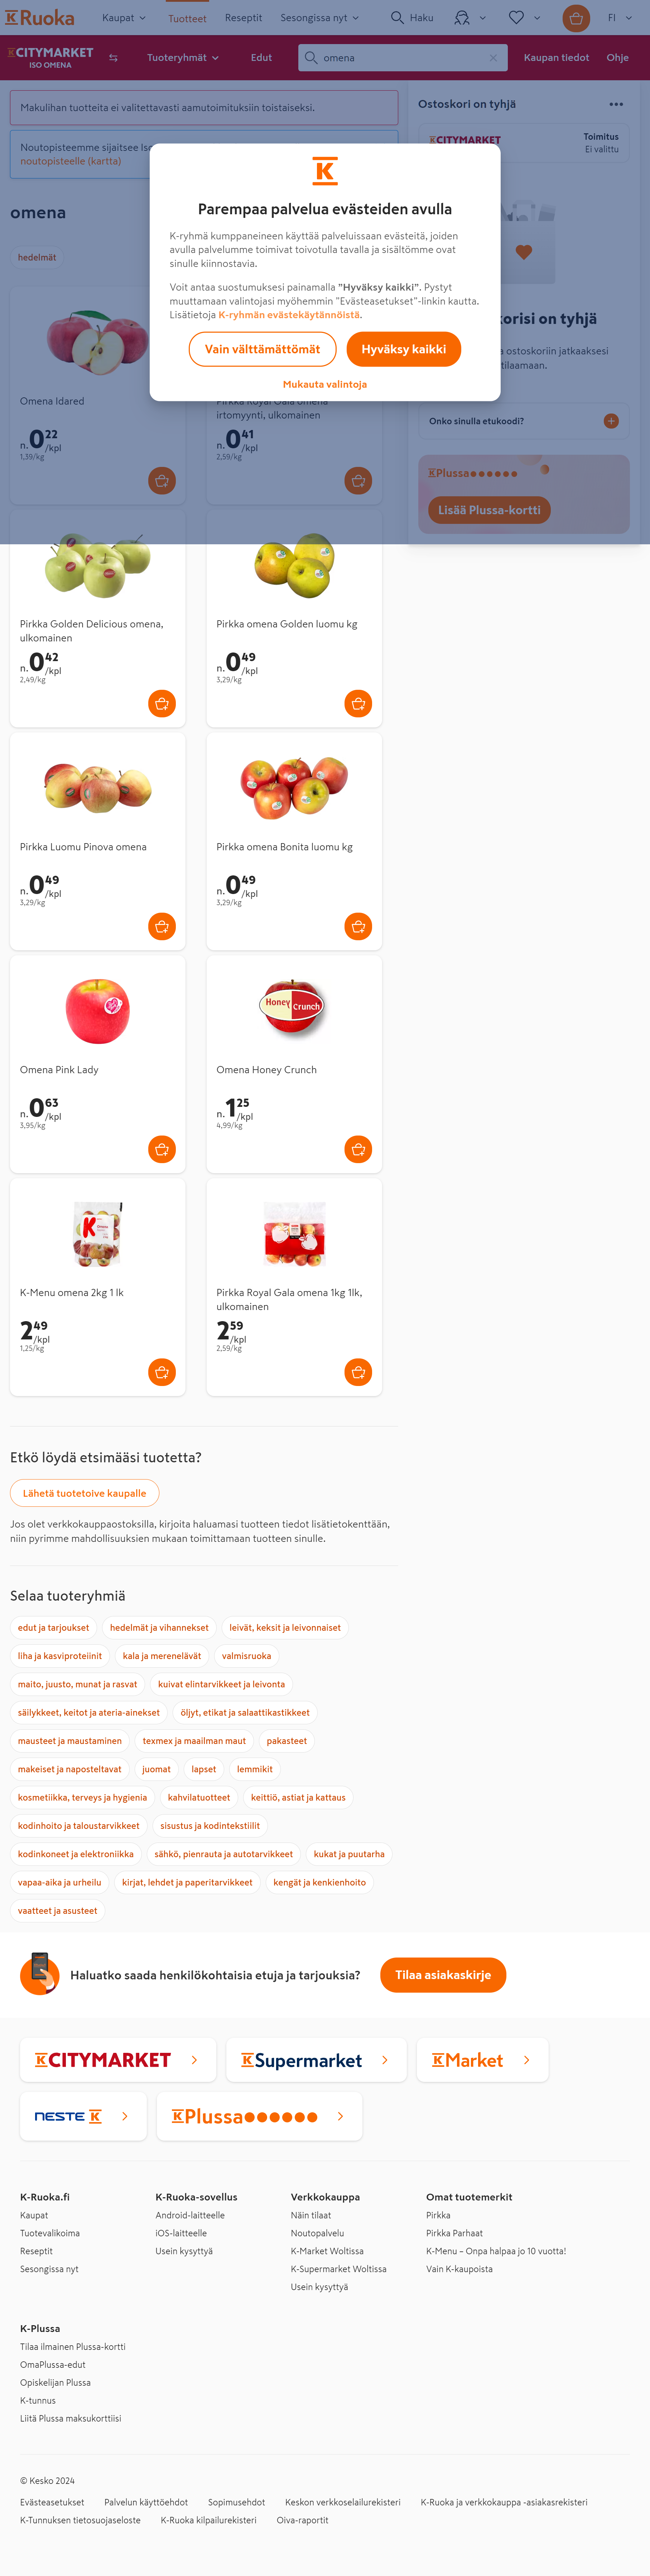 K Ruoka
Kaupat
Tuotteet
Reseptit
Sesongissa nyt
Haku
FI
K CITYMARKET
ISO OMENA
Tuoteryhmät
Edut
omena
Kaupan tiedot
Ohje
Makulihan tuotteita ei valitettavasti aamutoimituksiin toistaiseksi.
Noutopisteemme sijaitsee Iso
noutopisteelle (kartta)
Ostoskori on tyhjä
K CITYMARKET
Toimitus
Ei valittu
K
Parempaa palvelua evästeiden avulla
K-ryhmä kumppaneineen käyttää palveluissaan evästeitä, joiden
avulla palvelumme toimivat toivotulla tavalla ja sisältömme ovat
sinulle kiinnostavia.
Voit antaa suostumuksesi painamalla ”Hyväksy kaikki”. Pystyt
muuttamaan valintojasi myöhemmin "Evästeasetukset"-linkin kautta.
Lisätietoja K-ryhmän evästekäytännöistä.
Vain välttämättömät
Hyväksy kaikki
Mukauta valintoja
omena
hedelmät
korisi on tyhjä
ostoskoriin jatkaaksesi
tilaamaan.
Onko sinulla etukoodi?
K Plussa
Lisää Plussa-kortti
Omena Idared
n. 0 22 /kpl
1,39/kg
Pirkka Royal Gala omena
irtomyynti, ulkomainen
n. 0 41 /kpl
2,59/kg
Pirkka Golden Delicious omena,
ulkomainen
n. 0 42 /kpl
2,49/kg
Pirkka omena Golden luomu kg
n. 0 49 /kpl
3,29/kg
Pirkka Luomu Pinova omena
n. 0 49 /kpl
3,29/kg
Pirkka omena Bonita luomu kg
n. 0 49 /kpl
3,29/kg
Omena Pink Lady
n. 0 63 /kpl
3,95/kg
Honey Crunch
Omena Honey Crunch
n. 1 25 /kpl
4,99/kg
K
K-Menu omena 2kg 1 lk
2 49 /kpl
1,25/kg
Pirkka Royal Gala omena 1kg 1lk,
ulkomainen
2 59 /kpl
2,59/kg
Etkö löydä etsimääsi tuotetta?
Lähetä tuotetoive kaupalle
Jos olet verkkokauppaostoksilla, kirjoita haluamasi tuotteen tiedot lisätietokenttään,
niin pyrimme mahdollisuuksien mukaan toimittamaan tuotteen sinulle.
Selaa tuoteryhmiä
edut ja tarjoukset
hedelmät ja vihannekset
leivät, keksit ja leivonnaiset
liha ja kasviproteiinit
kala ja merenelävät
valmisruoka
maito, juusto, munat ja rasvat
kuivat elintarvikkeet ja leivonta
säilykkeet, keitot ja ateria-ainekset
öljyt, etikat ja salaattikastikkeet
mausteet ja maustaminen
texmex ja maailman maut
pakasteet
makeiset ja naposteltavat
juomat
lapset
lemmikit
kosmetiikka, terveys ja hygienia
kahvilatuotteet
keittiö, astiat ja kattaus
kodinhoito ja taloustarvikkeet
sisustus ja kodintekstiilit
kodinkoneet ja elektroniikka
sähkö, pienrauta ja autotarvikkeet
kukat ja puutarha
vapaa-aika ja urheilu
kirjat, lehdet ja paperitarvikkeet
kengät ja kenkienhoito
vaatteet ja asusteet
Haluatko saada henkilökohtaisia etuja ja tarjouksia?
Tilaa asiakaskirje
K CITYMARKET
K Supermarket
K Market
NESTE K
K Plussa
K-Ruoka.fi
Kaupat
Tuotevalikoima
Reseptit
Sesongissa nyt
K-Ruoka-sovellus
Android-laitteelle
iOS-laitteelle
Usein kysyttyä
Verkkokauppa
Näin tilaat
Noutopalvelu
K-Market Woltissa
K-Supermarket Woltissa
Usein kysyttyä
Omat tuotemerkit
Pirkka
Pirkka Parhaat
K-Menu – Onpa halpaa jo 10 vuotta!
Vain K-kaupoista
K-Plussa
Tilaa ilmainen Plussa-kortti
OmaPlussa-edut
Opiskelijan Plussa
K-tunnus
Liitä Plussa maksukorttiisi
© Kesko 2024
Evästeasetukset
Palvelun käyttöehdot
Sopimusehdot
Keskon verkkoselailurekisteri
K-Ruoka ja verkkokauppa -asiakasrekisteri
K-Tunnuksen tietosuojaseloste
K-Ruoka kilpailurekisteri
Oiva-raportit